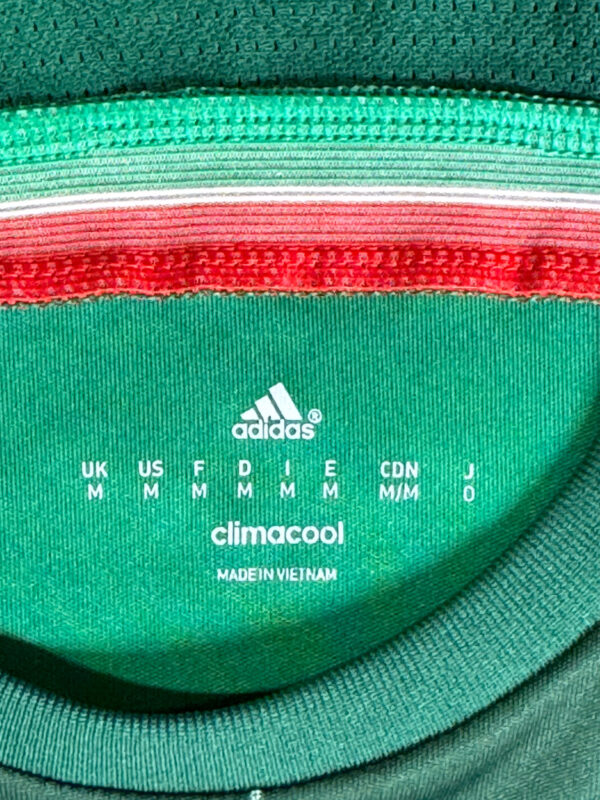 adidas®
UK US F D I E CDN J
M M M M M M M/M O
climacool
MADE IN VIETNAM